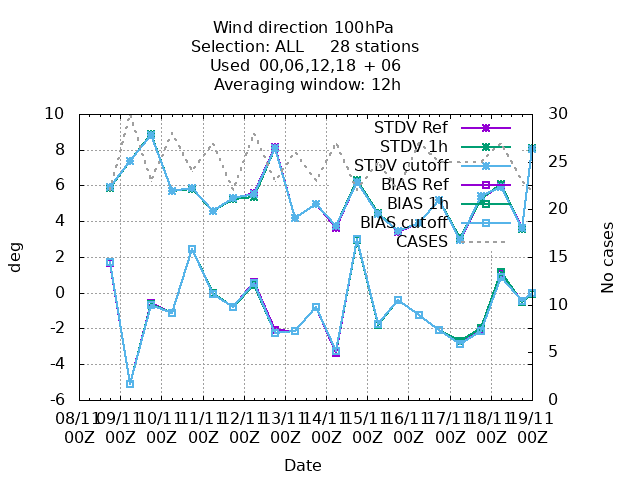 Wind direction 100hPa
Selection: ALL 28 stations
Used 00,06,12,18 + 06
Averaging window: 12h
STDV Ref
STDV 1h
STDV cutoff
BIAS Ref
BIAS 1h
BIAS cutoff
CASES
deg
10
8
6
4
2
0
-2
-4
-6
No cases
30
25
20
15
10
5
0
08/11 09/11 10/11 11/11 12/11 13/11 14/11 15/11 16/11 17/11 18/11 19/11
00Z 00Z 00Z 00Z 00Z 00Z 00Z 00Z 00Z 00Z 00Z 00Z
Date